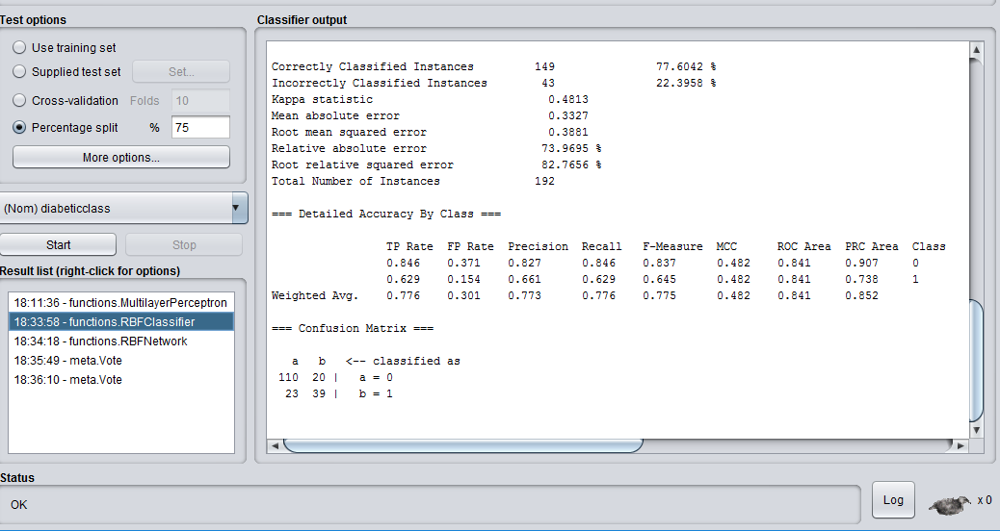 Test options
Use training set
Supplied test set Set...
Cross-validation Folds 10
Percentage split % 75
More options...
(Nom) diabeticclass
Start Stop
Result list (right-click for options)
18:11:36 - functions.MultilayerPerceptron
18:33:58 - functions.RBFClassifier
18:34:18 - functions.RBFNetwork
18:35:49 - meta.Vote
18:36:10 - meta.Vote
Classifier output
Correctly Classified Instances 149 77.6042 %
Incorrectly Classified Instances 43 22.3958 %
Kappa statistic 0.4813
Mean absolute error 0.3327
Root mean squared error 0.3881
Relative absolute error 73.9695 %
Root relative squared error 82.7656 %
Total Number of Instances 192
=== Detailed Accuracy By Class ===
TP Rate FP Rate Precision Recall F-Measure MCC ROC Area PRC Area Class
0.846 0.371 0.827 0.846 0.837 0.482 0.841 0.907 0
0.629 0.154 0.661 0.629 0.645 0.482 0.841 0.738 1
Weighted Avg. 0.776 0.301 0.773 0.776 0.775 0.482 0.841 0.852
=== Confusion Matrix ===
a b <-- classified as
110 20 | a = 0
23 39 | b = 1
Status
OK
Log x 0